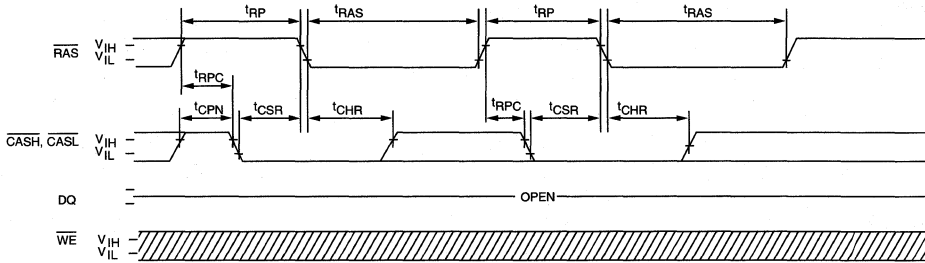 tRP tRAS tRP tRAS
RAS VIH
VIL
tRPC
tCPN tCSR tCHR tRPC tCSR tCHR
CASH, CASL VIH
VIL
DQ OPEN
WE VIH
VIL